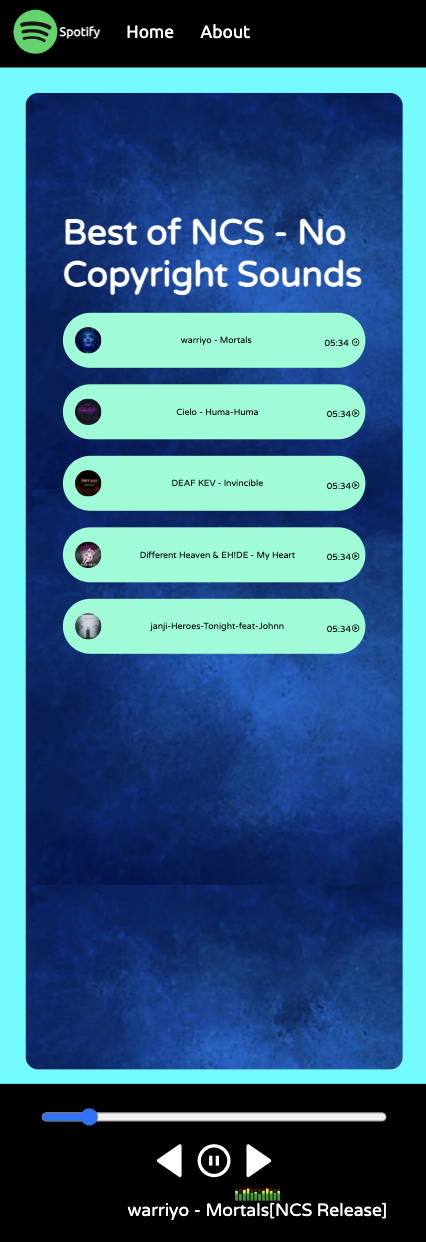 Spotify Home About
Best of NCS - No
Copyright Sounds
warriyo - Mortals 05:34
Cielo - Huma-Huma 05:34
DEAF KEV - Invincible 05:34
Different Heaven & EH!DE - My Heart 05:34
janji-Heroes-Tonight-feat-Johnn 05:34
warriyo - Mortals[NCS Release]